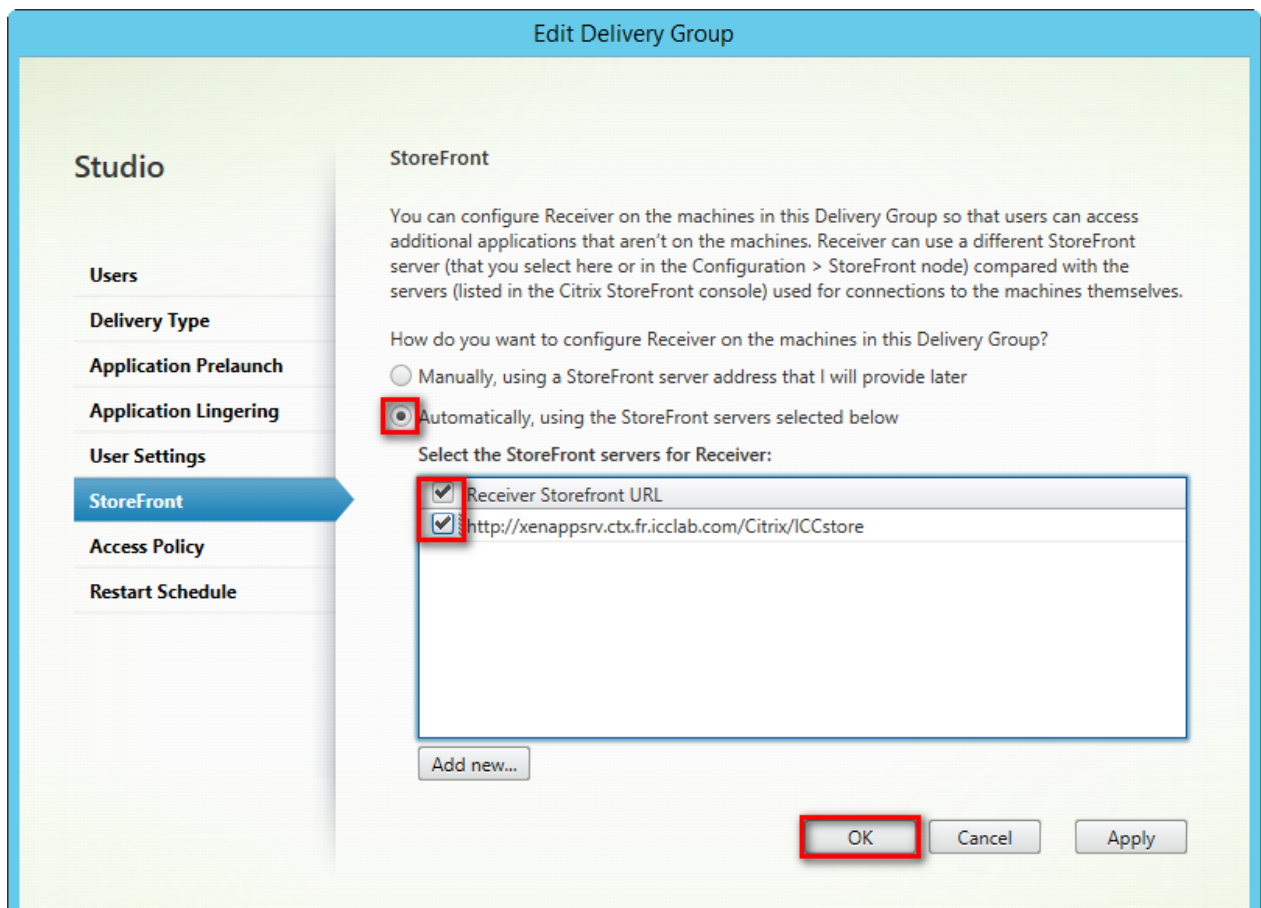 Edit Delivery Group
Studio
Users
Delivery Type
Application Prelaunch
Application Lingering
User Settings
StoreFront
Access Policy
Restart Schedule
StoreFront
You can configure Receiver on the machines in this Delivery Group so that users can access
additional applications that aren't on the machines. Receiver can use a different StoreFront
server (that you select here or in the Configuration > StoreFront node) compared with the
servers (listed in the Citrix StoreFront console) used for connections to the machines themselves.
How do you want to configure Receiver on the machines in this Delivery Group?
Manually, using a StoreFront server address that I will provide later
Automatically, using the StoreFront servers selected below
Select the StoreFront servers for Receiver:
Receiver Storefront URL
http://xenappsrv.ctx.fr.icclab.com/Citrix/ICCstore
Add new...
OK
Cancel
Apply